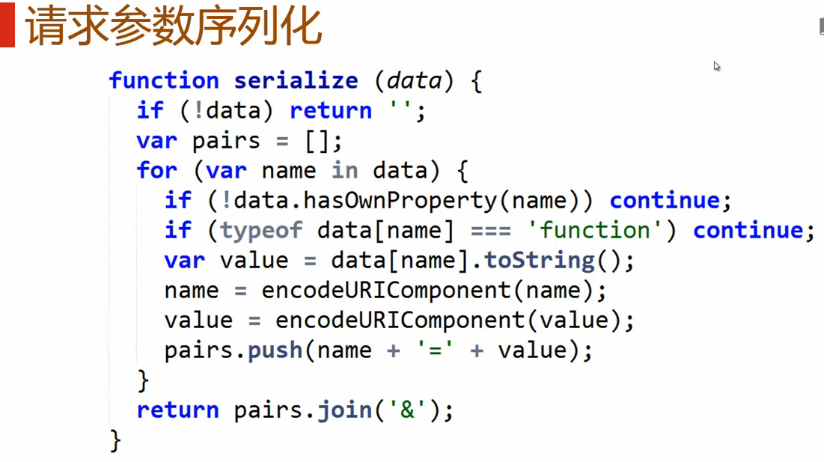 请求参数序列化
function serialize (data) {
  if (!data) return '';
  var pairs = [];
  for (var name in data) {
    if (!data.hasOwnProperty(name)) continue;
    if (typeof data[name] === 'function') continue;
    var value = data[name].toString();
    name = encodeURIComponent(name);
    value = encodeURIComponent(value);
    pairs.push(name + '=' + value);
  }
  return pairs.join('&');
}